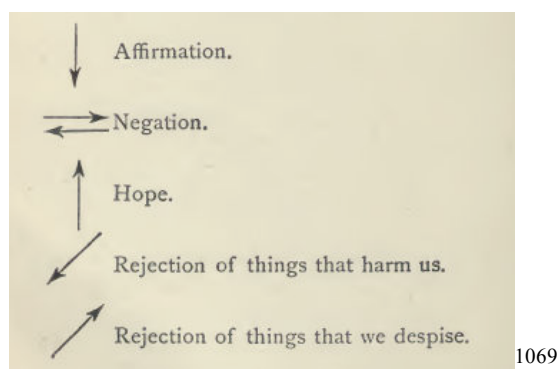 Affirmation.
Negation.
Hope.
Rejection of things that harm us.
Rejection of things that we despise.
1069